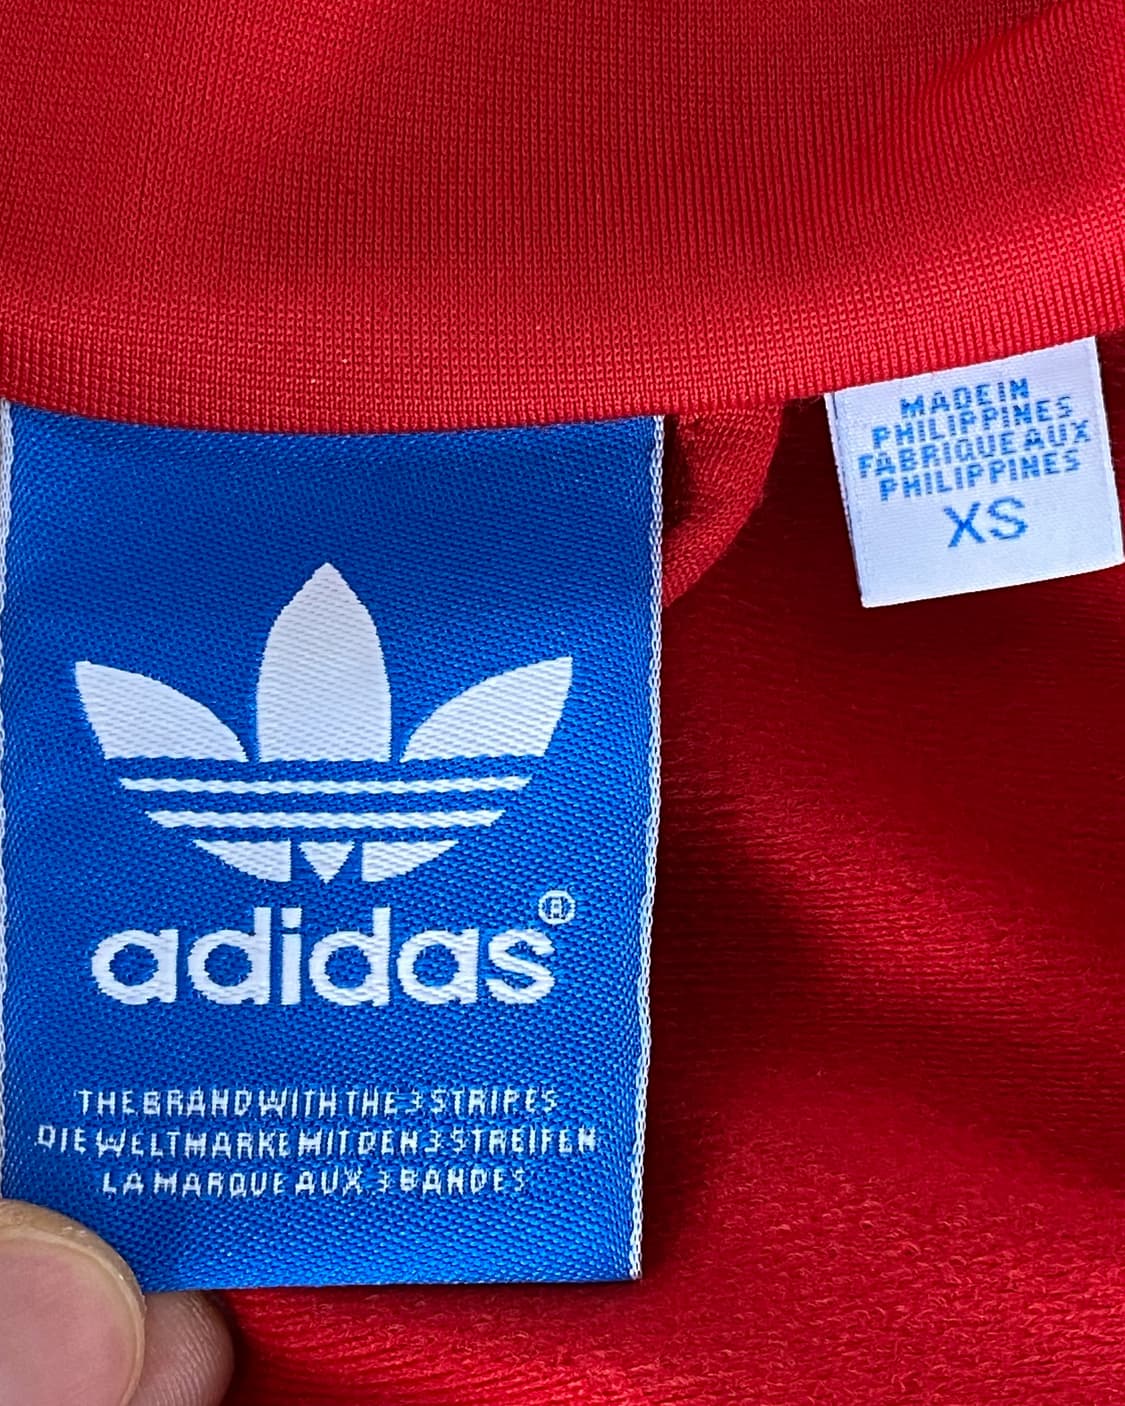 adidas®
THE BRAND WITH THE 3 STRIPES
DIE WELTMARKE MIT DEN 3 STREIFEN
LA MARQUE AUX 3 BANDES
MADE IN
PHILIPPINES
FABRIQUE AUX
PHILIPPINES
XS